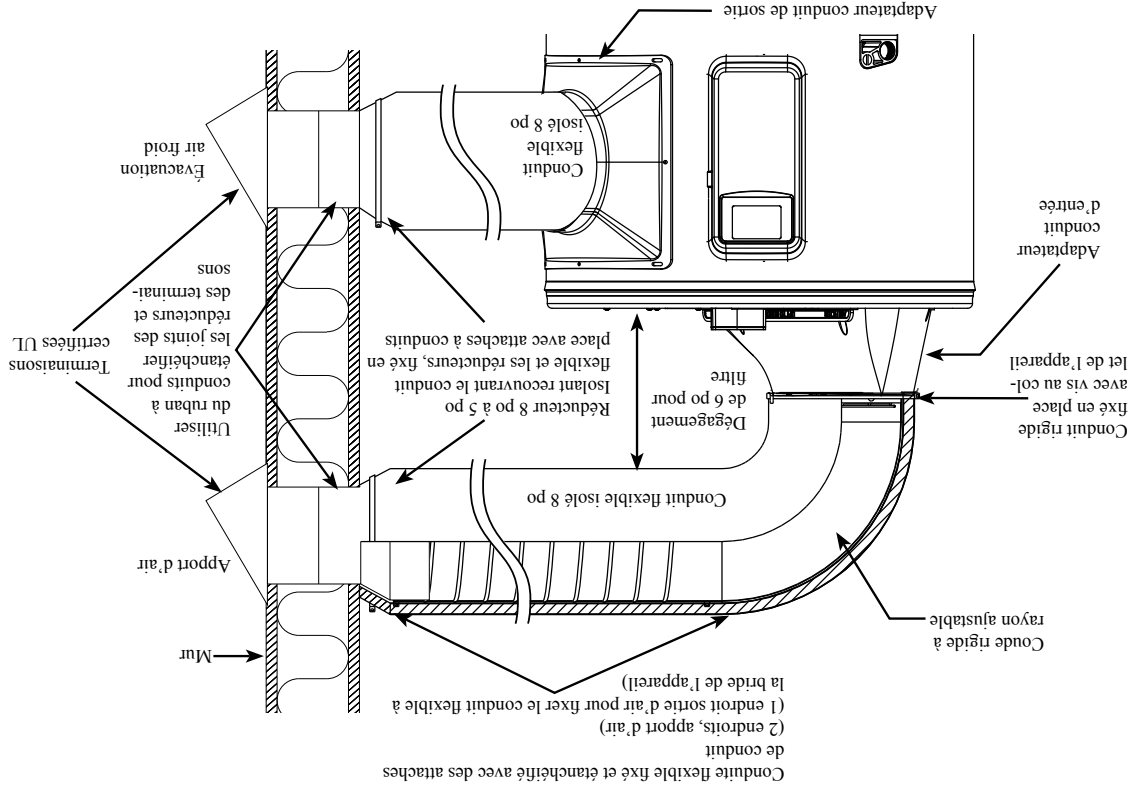 Conduite flexible fixé et étanchéifié avec des attaches
de conduit
(2 endroits, apport d'air)
(1 endroit sortie d'air pour fixer le conduit flexible à
la bride de l'appareil)
Coude rigide à
rayon ajustable
Mur
Apport d'air
Conduit flexible isolé 8 po
Conduit rigide
fixé en place
avec vis au col-
let de l'appareil
Dégagement
de 6 po pour
filtre
Réducteur 8 po à 5 po
Isolant recouvrant le conduit
flexible et les réducteurs, fixé en
place avec attaches à conduits
Utiliser
du ruban à
conduits pour
étanchéifier
les joints des
réducteurs et
des terminai-
sons
Terminaisons
certifiées UL
Adaptateur
conduit
d'entrée
Évacuation
air froid
Conduit
flexible
isolé 8 po
Adaptateur conduit de sortie